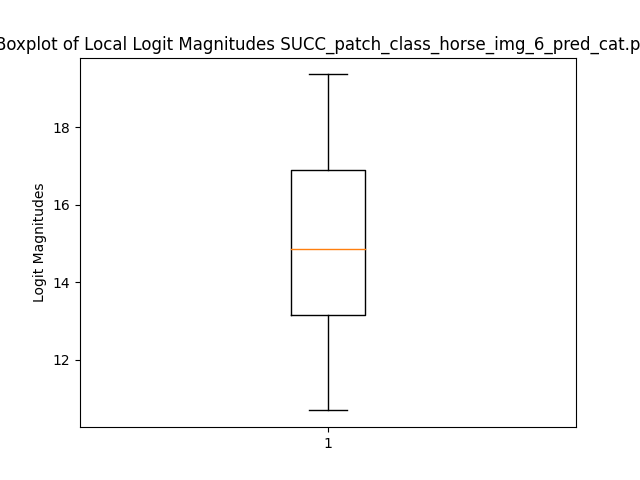 Boxplot of Local Logit Magnitudes SUCC_patch_class_horse_img_6_pred_cat.p
18
16
14
12
Logit Magnitudes
1